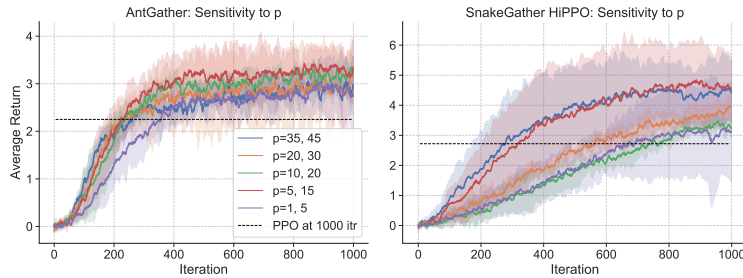 AntGather: Sensitivity to p
Average Return
4
3
2
1
0
p=35, 45
p=20, 30
p=10, 20
p=5, 15
p=1, 5
PPO at 1000 itr
0 200 400 600 800 1000
Iteration
SnakeGather HiPPO: Sensitivity to p
6
5
4
3
2
1
0
0 200 400 600 800 1000
Iteration